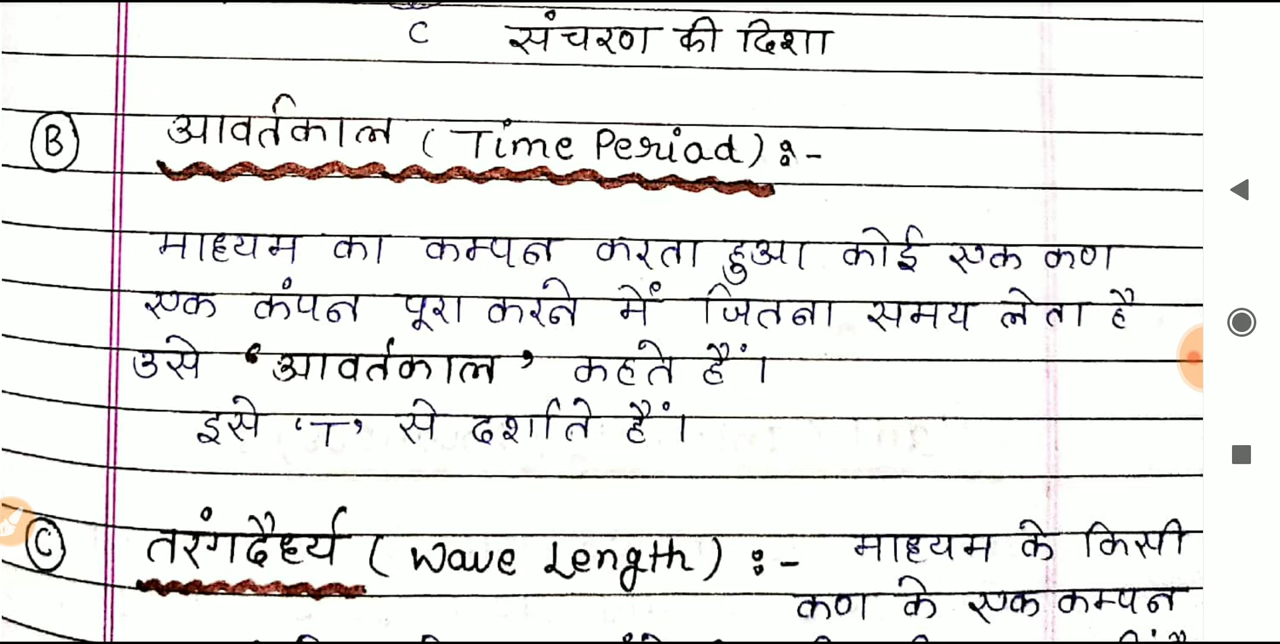 C संचरण की दिशा
(B) आवर्तकाल ( Time Period ) :-
माध्यम का कम्पन करता हुआ कोई एक कण
एक कंपन पूरा करने में जितना समय लेता है
उसे ‘आवर्तकाल’ कहते हैं।
इसे ‘T’ से दर्शाते हैं।
(C) तरंगदैर्ध्य ( Wave Length ) :- माध्यम के किसी
कण के एक कम्पन